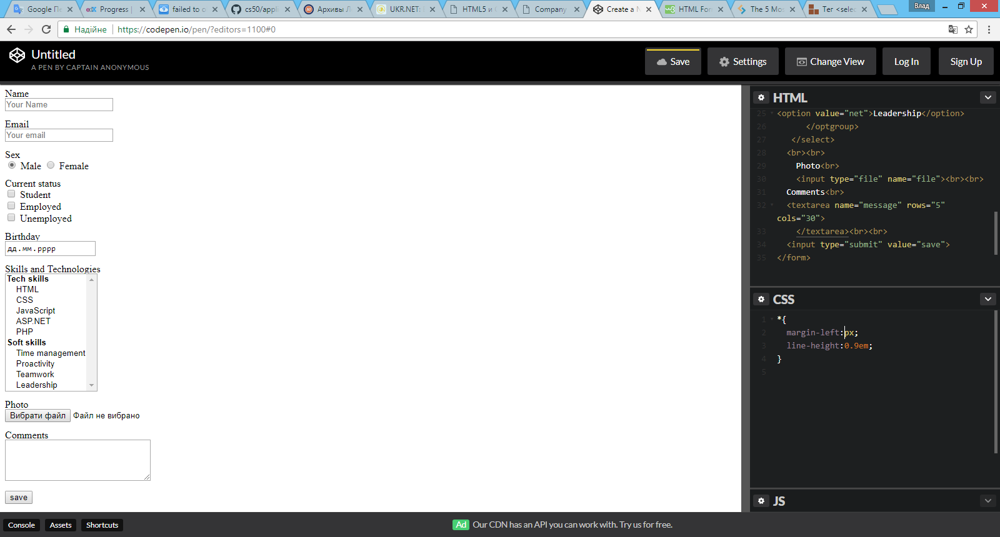 Google Пе
Progress |
failed to o
cs50/appli
Архивы Л
UKR.NET:
HTML5 и
Company
Create a N
HTML For
The 5 Mos
Тег <selec
Влад
Надійне
https://codepen.io/pen/?editors=1100#0
Untitled
A PEN BY CAPTAIN ANONYMOUS
Save
Settings
Change View
Log In
Sign Up
Name
Your Name
Email
Your email
Sex
Male Female
Current status
Student
Employed
Unemployed
Birthday
дд.мм.рррр
Skills and Technologies
Tech skills
HTML
CSS
JavaScript
ASP.NET
PHP
Soft skills
Time management
Proactivity
Teamwork
Leadership
Photo
Вибрати файл Файл не вибрано
Comments
save
HTML
25 <option value="net">Leadership</option>
26 </optgroup>
27 </select>
28 <br><br>
29 Photo<br>
30 <input type="file" name="file"><br><br>
31 Comments<br>
32 <textarea name="message" rows="5"
cols="30">
33 </textarea><br><br>
34 <input type="submit" value="save">
35 </form>
CSS
1 *{
2 margin-left:px;
3 line-height:0.9em;
4 }
5
JS
Console
Assets
Shortcuts
Ad Our CDN has an API you can work with. Try us for free.